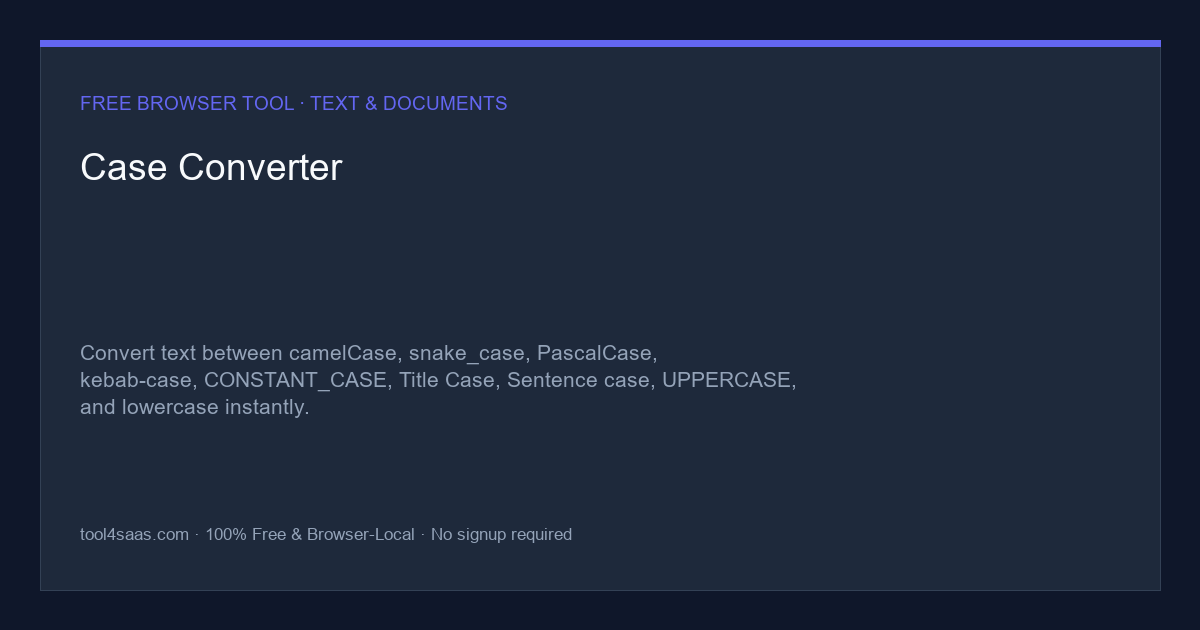 FREE BROWSER TOOL · TEXT & DOCUMENTS
Case Converter
Convert text between camelCase, snake_case, PascalCase,
kebab-case, CONSTANT_CASE, Title Case, Sentence case, UPPERCASE,
and lowercase instantly.
tool4saas.com · 100% Free & Browser-Local · No signup required